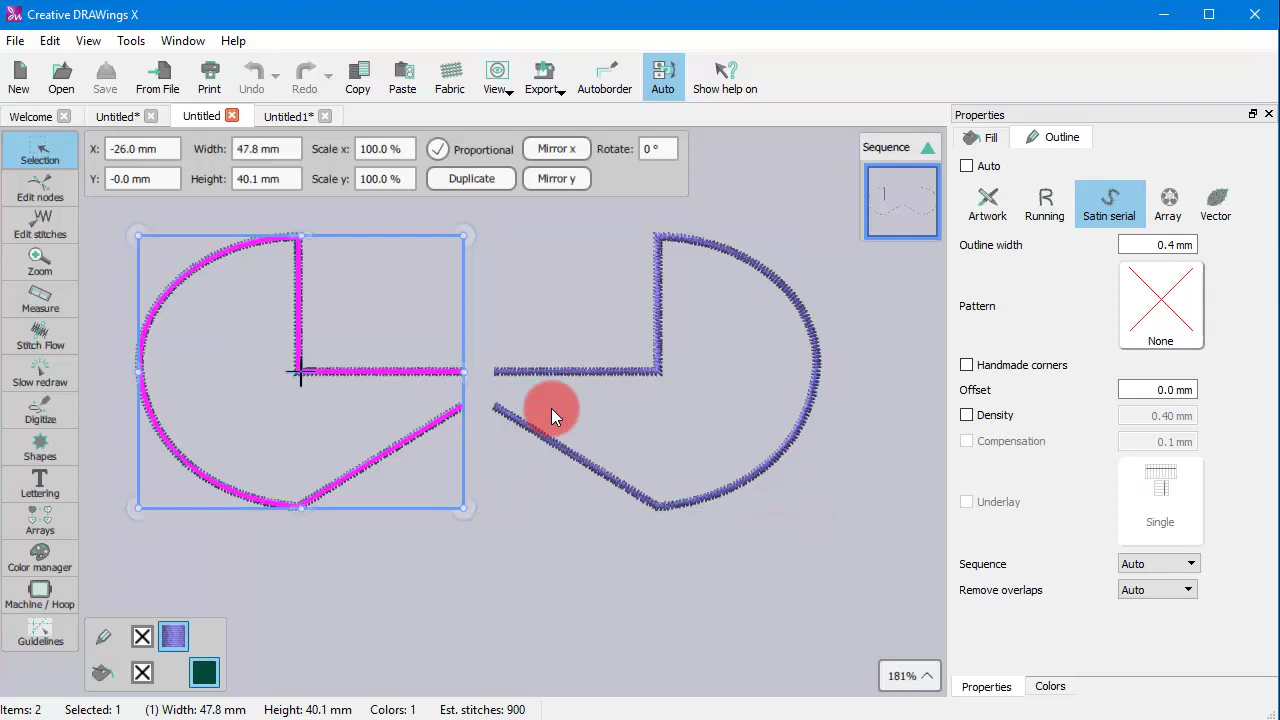 Creative DRAWings X
File Edit View Tools Window Help
New Open Save From File Print Undo Redo Copy Paste Fabric View Export Autoborder Auto Show help on
Welcome Untitled* Untitled Untitled1*
Properties
Selection
Edit nodes
Edit stitches
Zoom
Measure
Stitch Flow
Slow redraw
Digitize
Shapes
Lettering
Arrays
Color manager
Machine / Hoop
Guidelines
X: -26.0 mm Width: 47.8 mm Scale x: 100.0 % Proportional Mirror x Rotate: 0 °
Y: -0.0 mm Height: 40.1 mm Scale y: 100.0 % Duplicate Mirror y
Sequence
Fill Outline
Auto
Artwork Running Satin serial Array Vector
Outline width 0.4 mm
Pattern
None
Handmade corners
Offset 0.0 mm
Density 0.40 mm
Compensation 0.1 mm
Underlay
Single
Sequence Auto
Remove overlaps Auto
181%
Properties Colors
Items: 2 Selected: 1 (1) Width: 47.8 mm Height: 40.1 mm Colors: 1 Est. stitches: 900